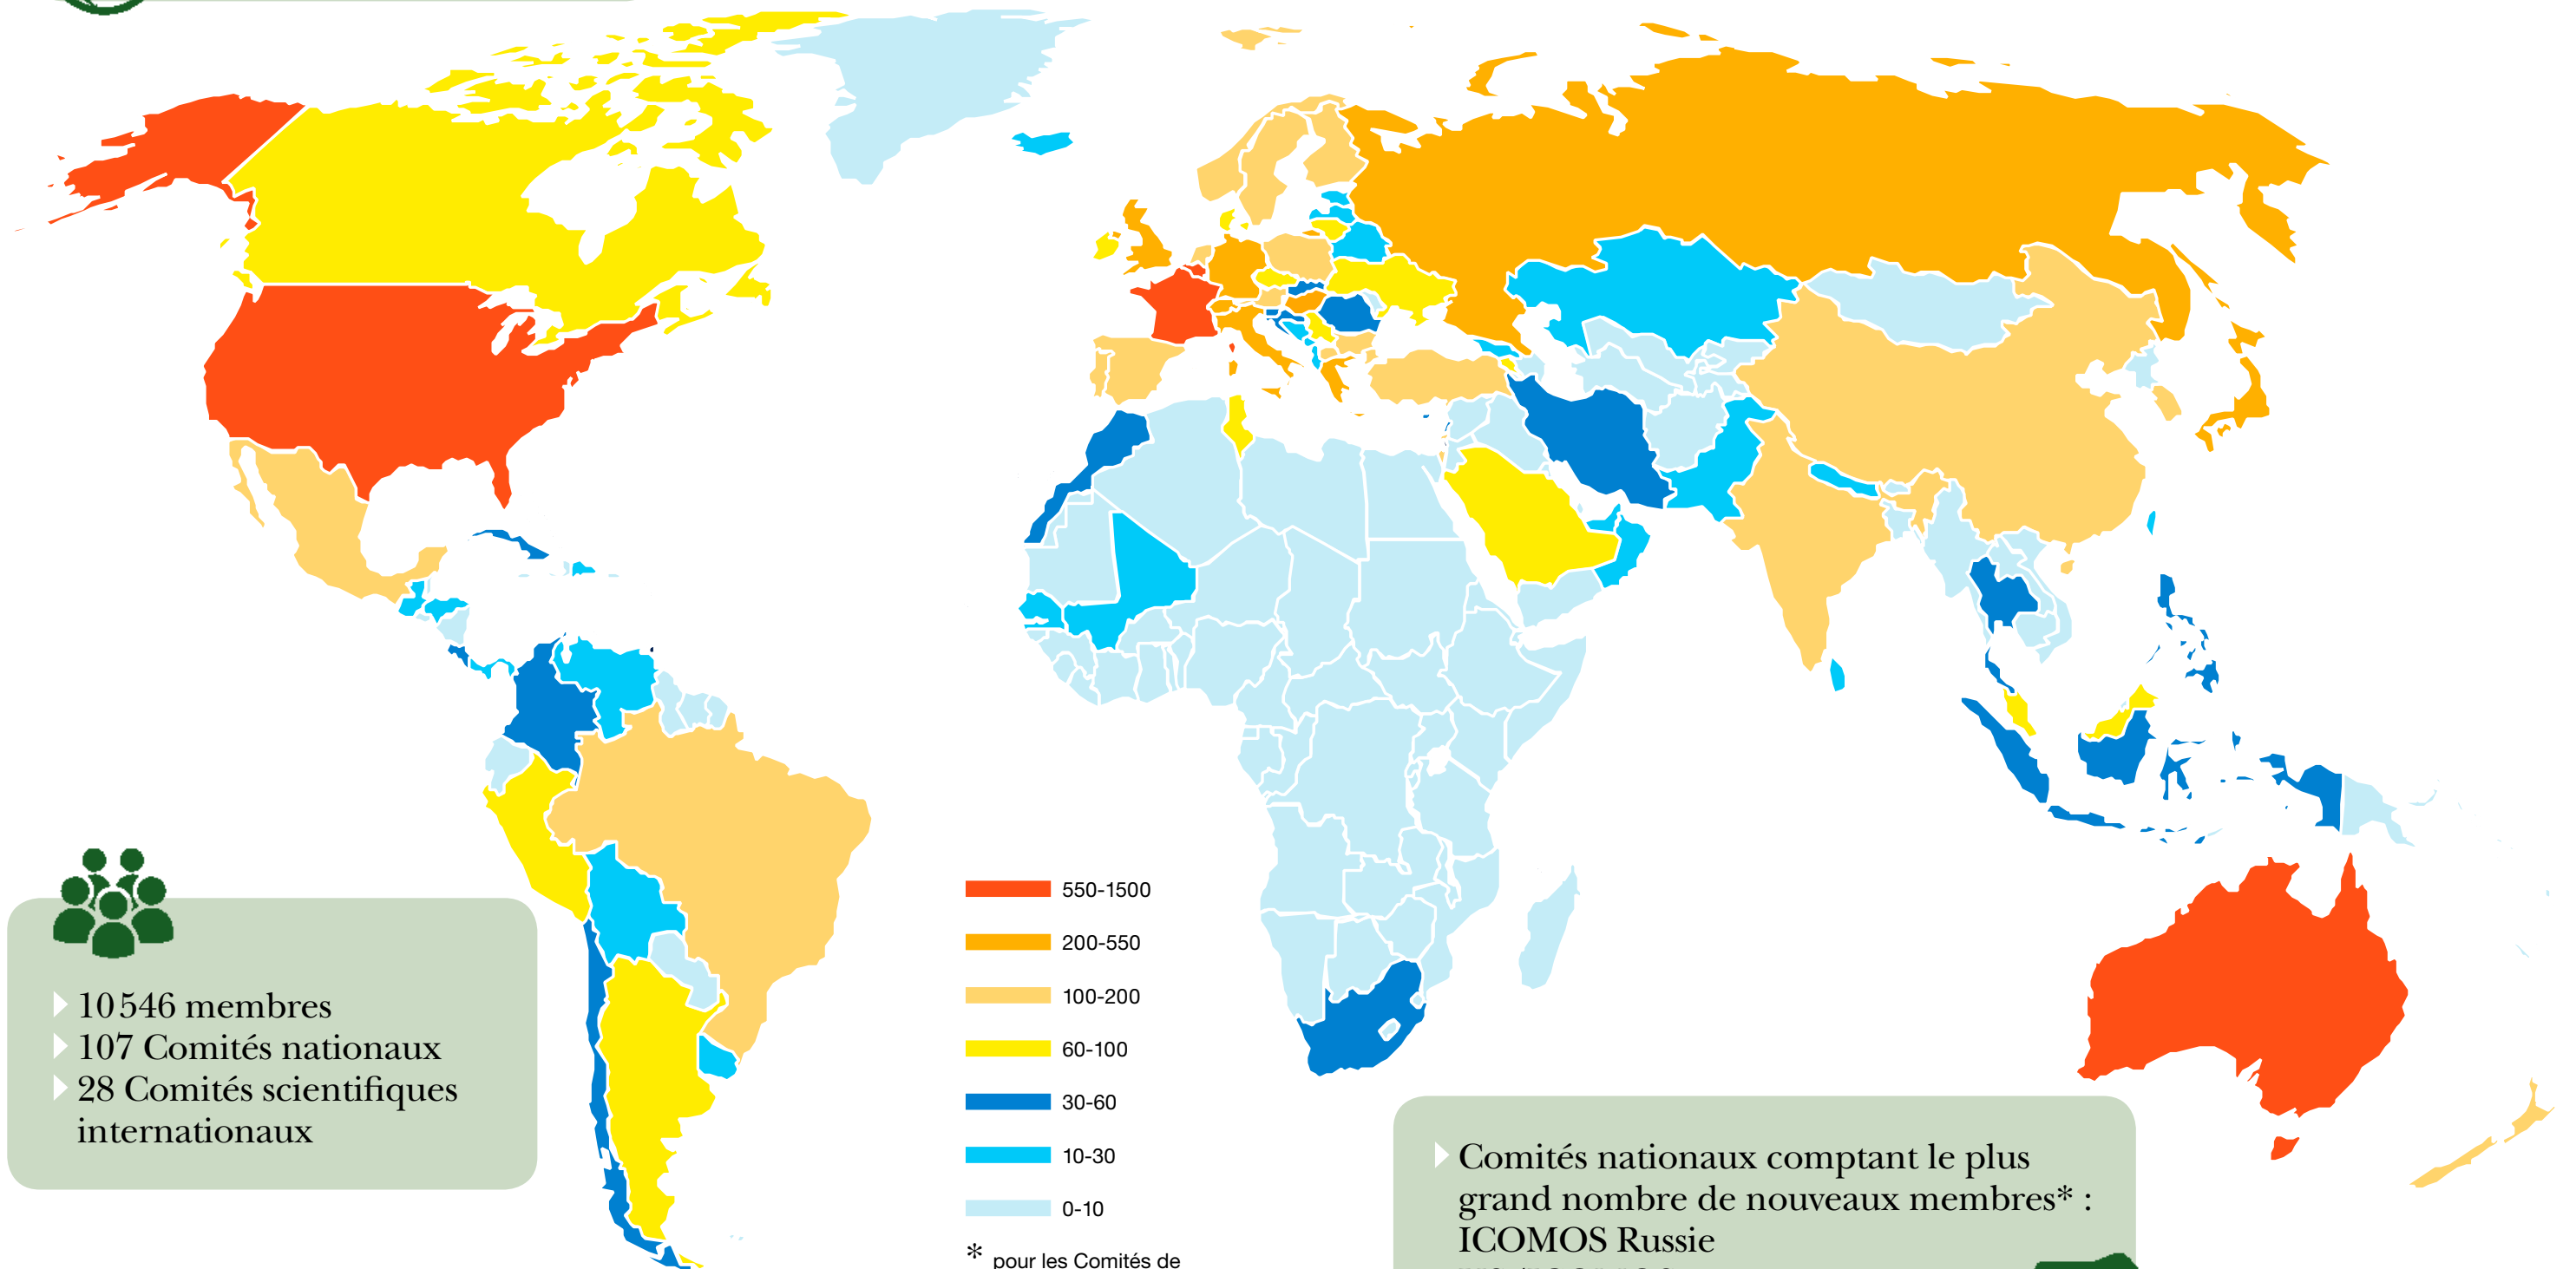 10 546 membres
107 Comités nationaux
28 Comités scientifiques
internationaux
550-1500
200-550
100-200
60-100
30-60
10-30
0-10
* pour les Comités de
Comités nationaux comptant le plus
grand nombre de nouveaux membres* :
ICOMOS Russie